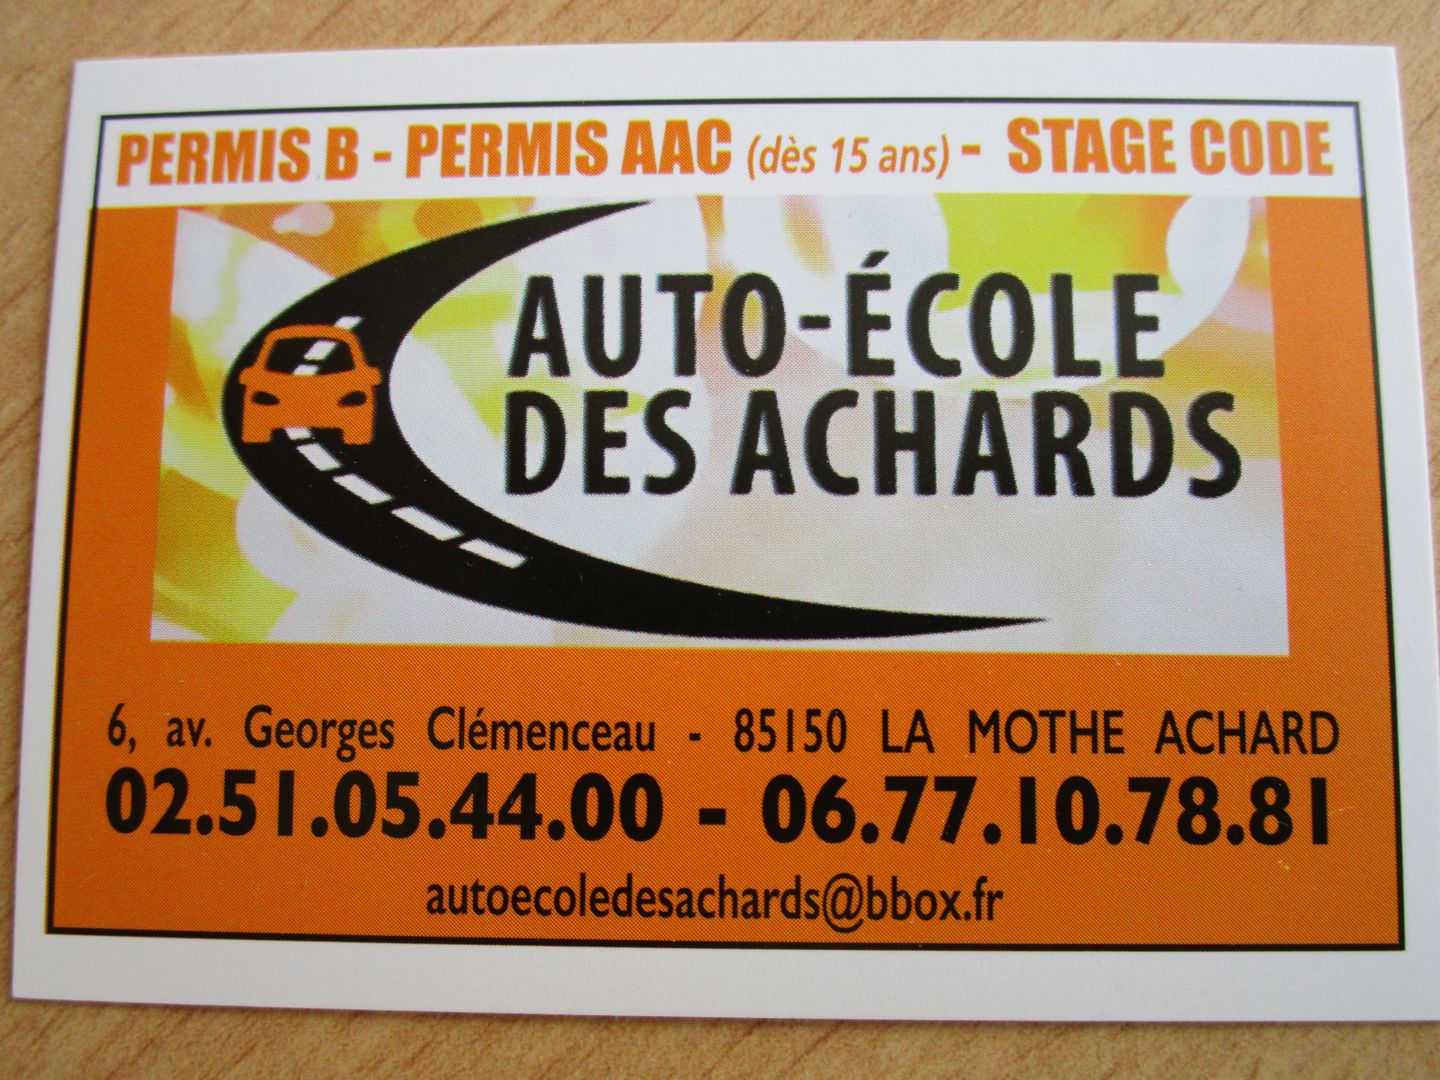 PERMIS B - PERMIS AAC (dès 15 ans) - STAGE CODE
AUTO-ÉCOLE
DES ACHARDS
6, av. Georges Clémenceau - 85150 LA MOTHE ACHARD
02.51.05.44.00 - 06.77.10.78.81
autoecoledesachards@bbox.fr